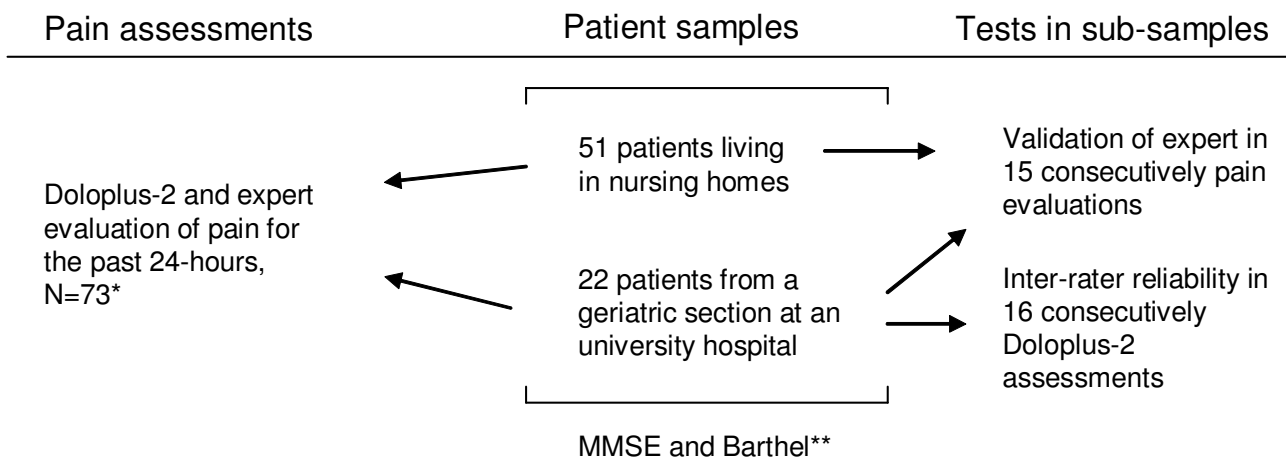 Pain assessments
Patient samples
Tests in sub-samples
Doloplus-2 and expert
evaluation of pain for
the past 24-hours,
N=73*
51 patients living
in nursing homes
22 patients from a
geriatric section at an
university hospital
MMSE and Barthel**
Validation of expert in
15 consecutively pain
evaluations
Inter-rater reliability in
16 consecutively
Doloplus-2
assessments